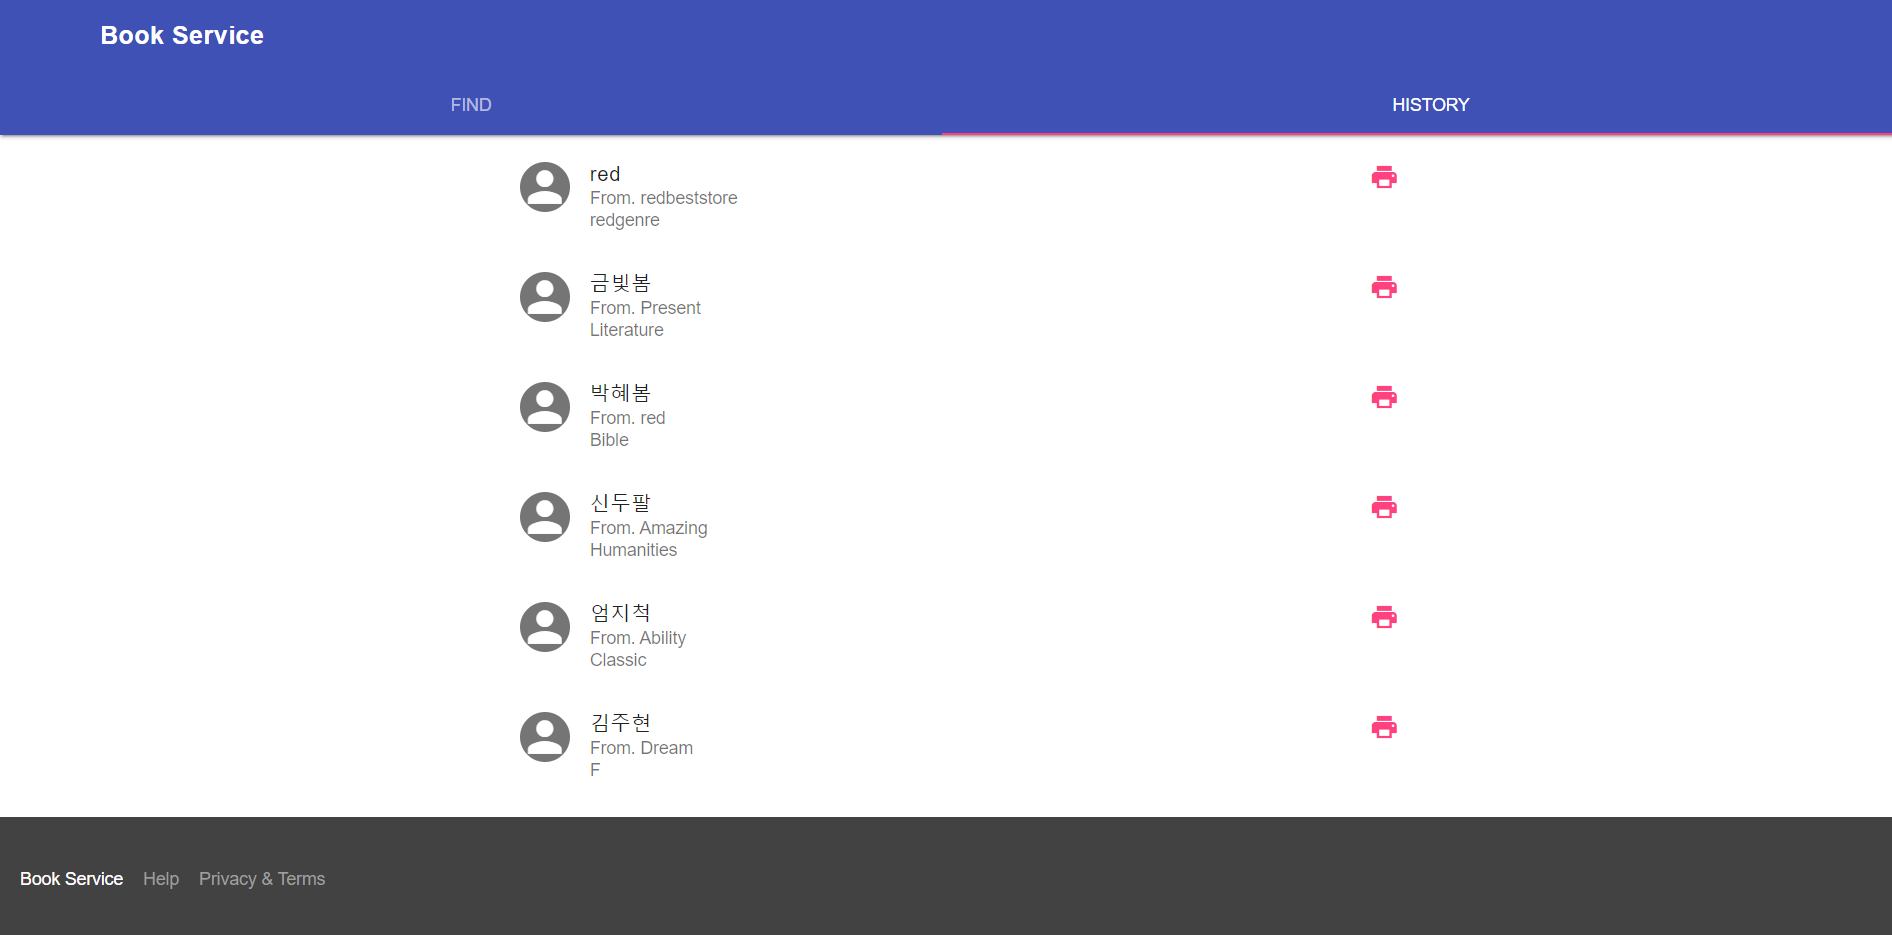 Book Service
FIND HISTORY
red
From. redbeststore
redgenre
금빛봄
From. Present
Literature
박혜봄
From. red
Bible
신두팔
From. Amazing
Humanities
엄지척
From. Ability
Classic
김주현
From. Dream
F
Book Service Help Privacy & Terms